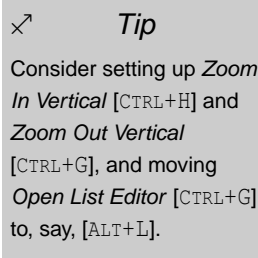 Tip
Consider setting up Zoom
In Vertical [CTRL+H] and
Zoom Out Vertical
[CTRL+G], and moving
Open List Editor [CTRL+G]
to, say, [ALT+L].